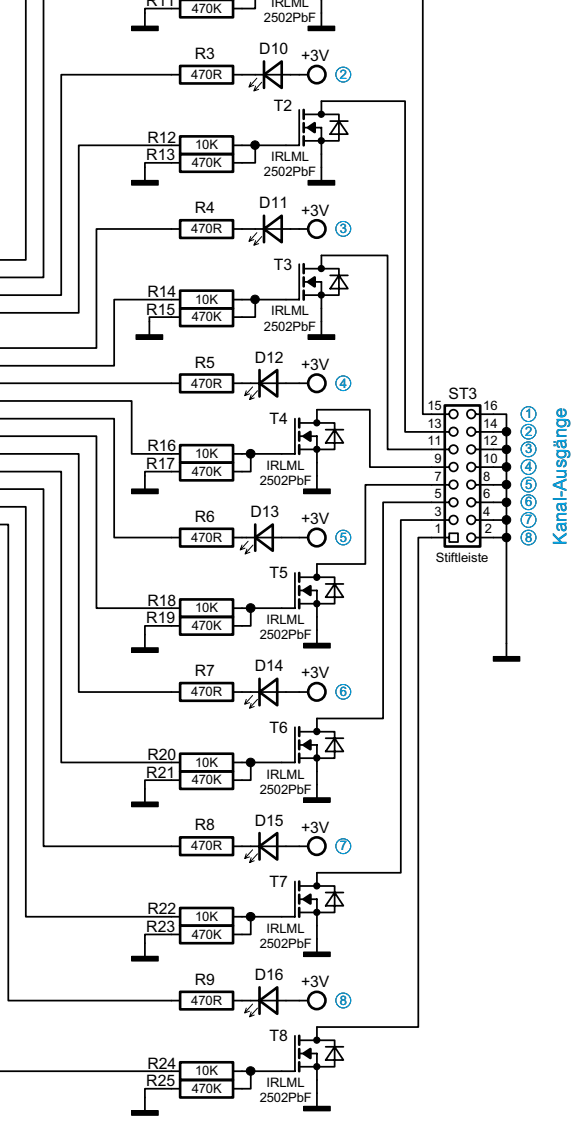 R11
470K
IRLML
2502PbF
R3
470R
D10
+3V
②
T2
R12
10K
R13
470K
IRLML
2502PbF
R4
470R
D11
+3V
③
T3
R14
10K
R15
470K
IRLML
2502PbF
R5
470R
D12
+3V
④
T4
R16
10K
R17
470K
IRLML
2502PbF
R6
470R
D13
+3V
⑤
T5
R18
10K
R19
470K
IRLML
2502PbF
R7
470R
D14
+3V
⑥
T6
R20
10K
R21
470K
IRLML
2502PbF
R8
470R
D15
+3V
⑦
T7
R22
10K
R23
470K
IRLML
2502PbF
R9
470R
D16
+3V
⑧
T8
R24
10K
R25
470K
IRLML
2502PbF
ST3
15 16 ①
13 14 ②
11 12 ③
9 10 ④
7 8 ⑤
5 6 ⑥
3 4 ⑦
1 2 ⑧
Stiftleiste
Kanal-Ausgänge